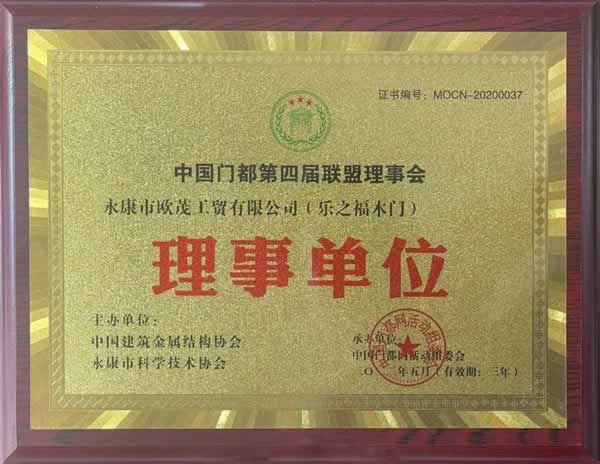 证书编号：MOCN-20200037
中国门都第四届联盟理事会
永康市欧茂工贸有限公司（乐之福木门）
理事单位
主办单位：
中国建筑金属结构协会
永康市科学技术协会
承办单位：
中国门都网活动组委会
二〇二〇年五月（有效期：三年）